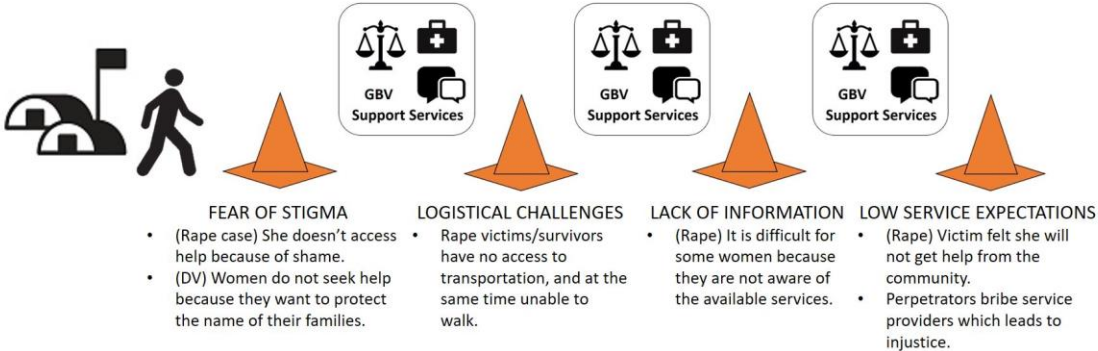 GBV
Support Services
GBV
Support Services
GBV
Support Services
FEAR OF STIGMA
• (Rape case) She doesn’t access
help because of shame.
• (DV) Women do not seek help
because they want to protect
the name of their families.
LOGISTICAL CHALLENGES
• Rape victims/survivors
have no access to
transportation, and at the
same time unable to
walk.
LACK OF INFORMATION
• (Rape) It is difficult for
some women because
they are not aware of
the available services.
LOW SERVICE EXPECTATIONS
• (Rape) Victim felt she will
not get help from the
community.
• Perpetrators bribe service
providers which leads to
injustice.